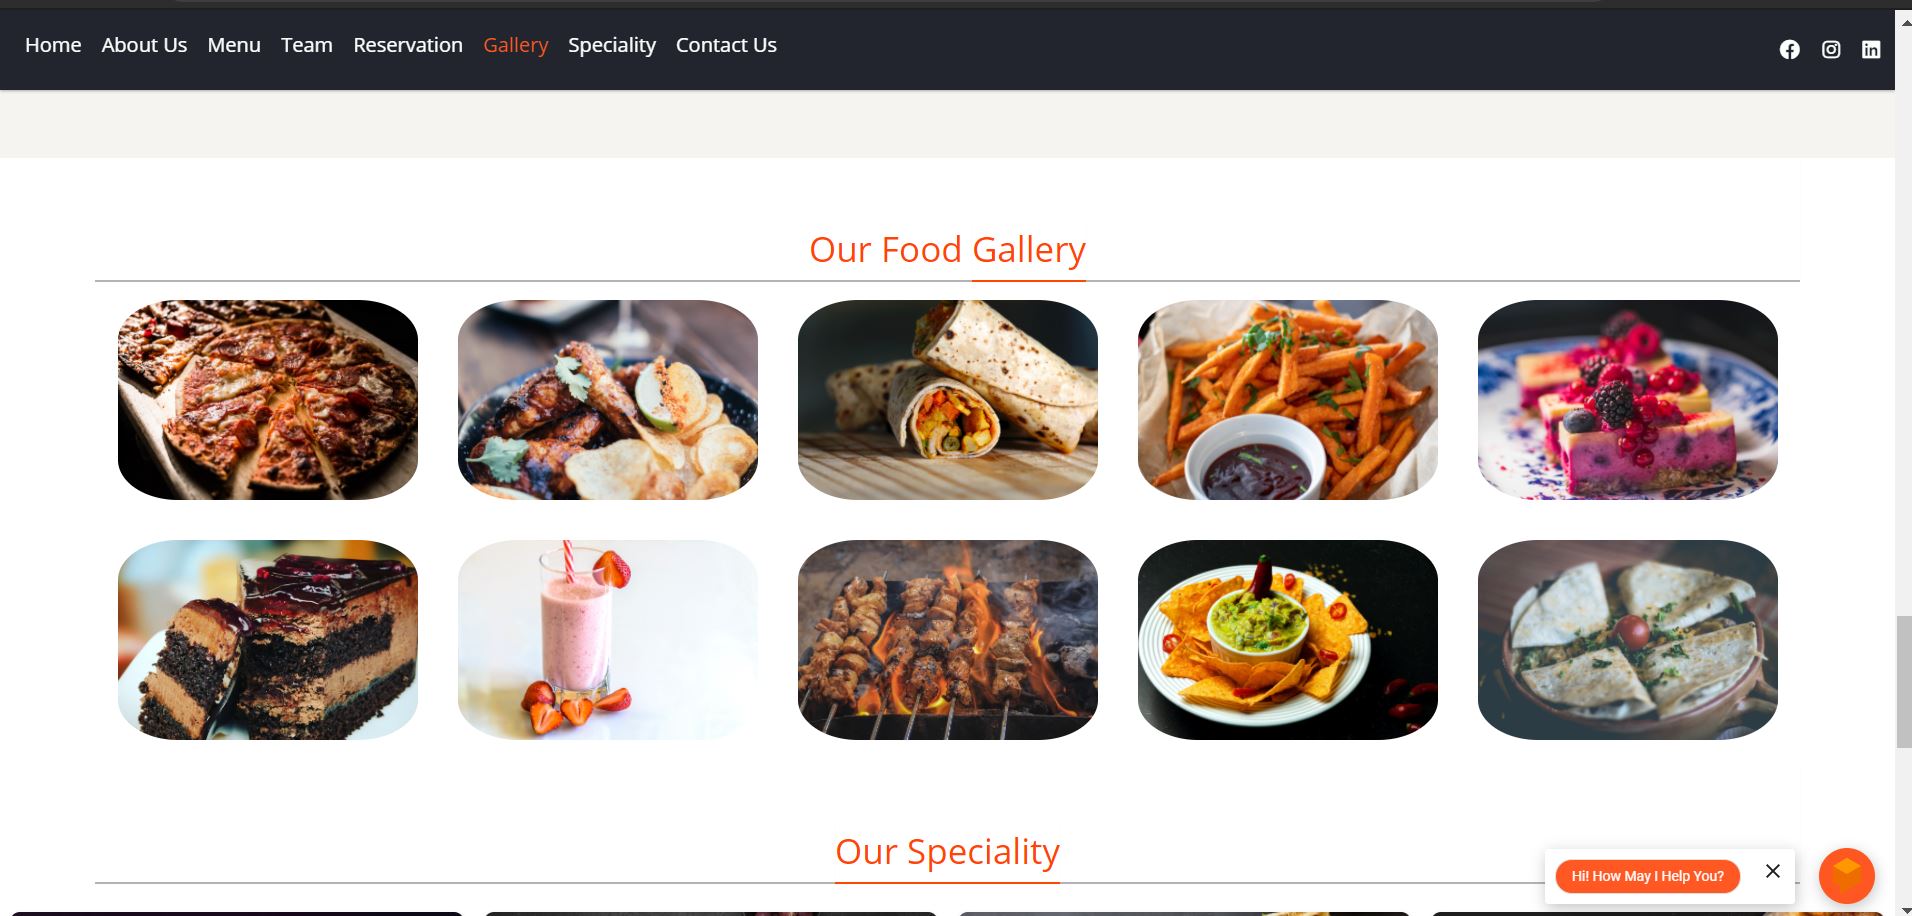 Home About Us Menu Team Reservation Gallery Speciality Contact Us
Our Food Gallery
Our Speciality
Hi! How May I Help You?